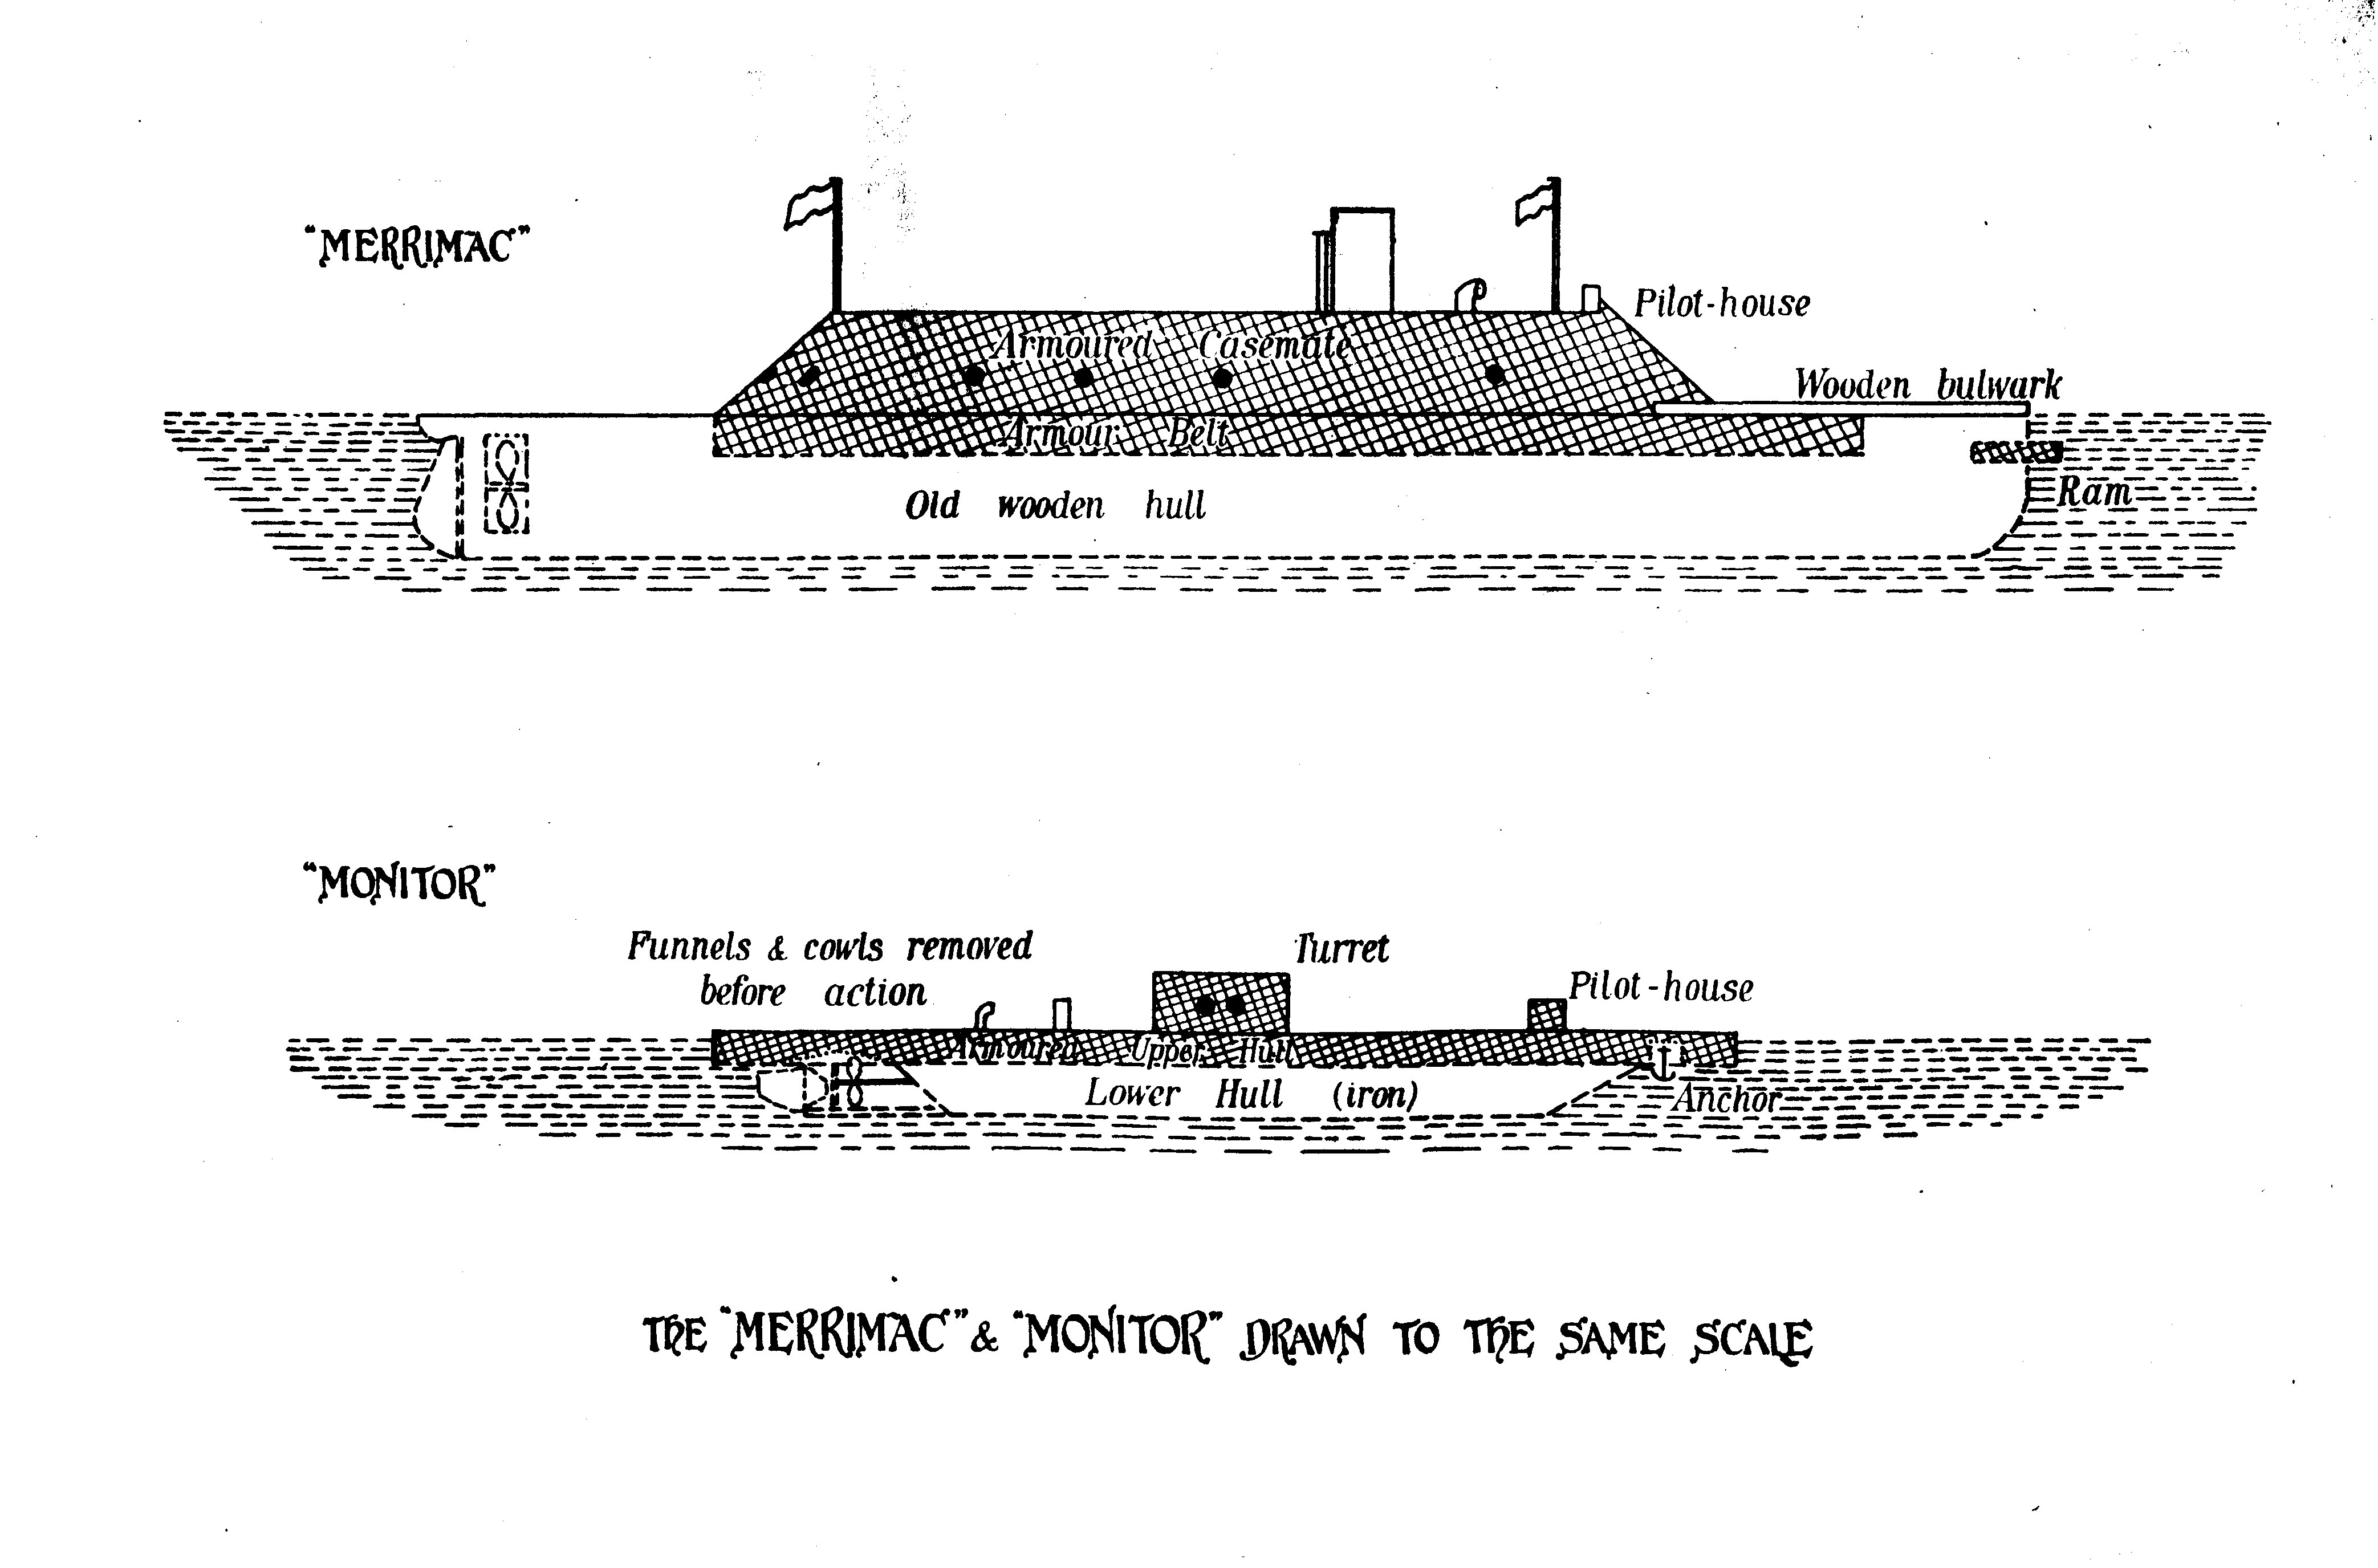 "MERRIMAC"
Pilot-house
Armoured Casemate
Wooden bulwark
Armour Belt
Ram
Old wooden hull
"MONITOR"
Funnels & cowls removed
before action
Turret
Pilot-house
Armoured Upper Hull
Lower Hull (iron)
Anchor
THE "MERRIMAC" & "MONITOR" DRAWN TO THE SAME SCALE